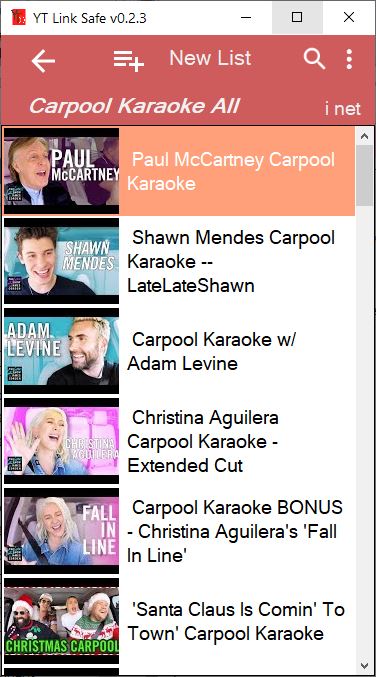 YT Link Safe v0.2.3
New List
Carpool Karaoke All
i net
PAUL
McCARTNEY
Paul McCartney Carpool
Karaoke
SHAWN
MENDES
Shawn Mendes Carpool
Karaoke --
LateLateShawn
ADAM
LEVINE
Carpool Karaoke w/
Adam Levine
CHRISTINA
AGUILERA
Christina Aguilera
Carpool Karaoke -
Extended Cut
FALL
IN
LINE
Carpool Karaoke BONUS
- Christina Aguilera's 'Fall
In Line'
CHRISTMAS CARPOOL
'Santa Claus Is Comin' To
Town' Carpool Karaoke